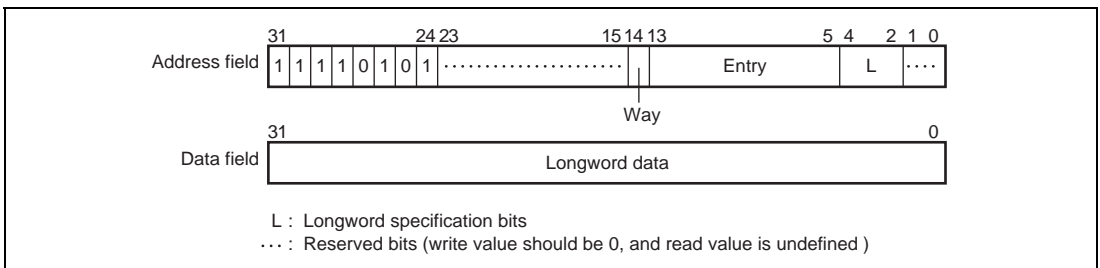 31 24 23 15 14 13 5 4 2 1 0
Address field 1 1 1 1 0 1 0 1 ······················ Entry L ····
Way
31 0
Data field Longword data
L : Longword specification bits
··· : Reserved bits (write value should be 0, and read value is undefined )